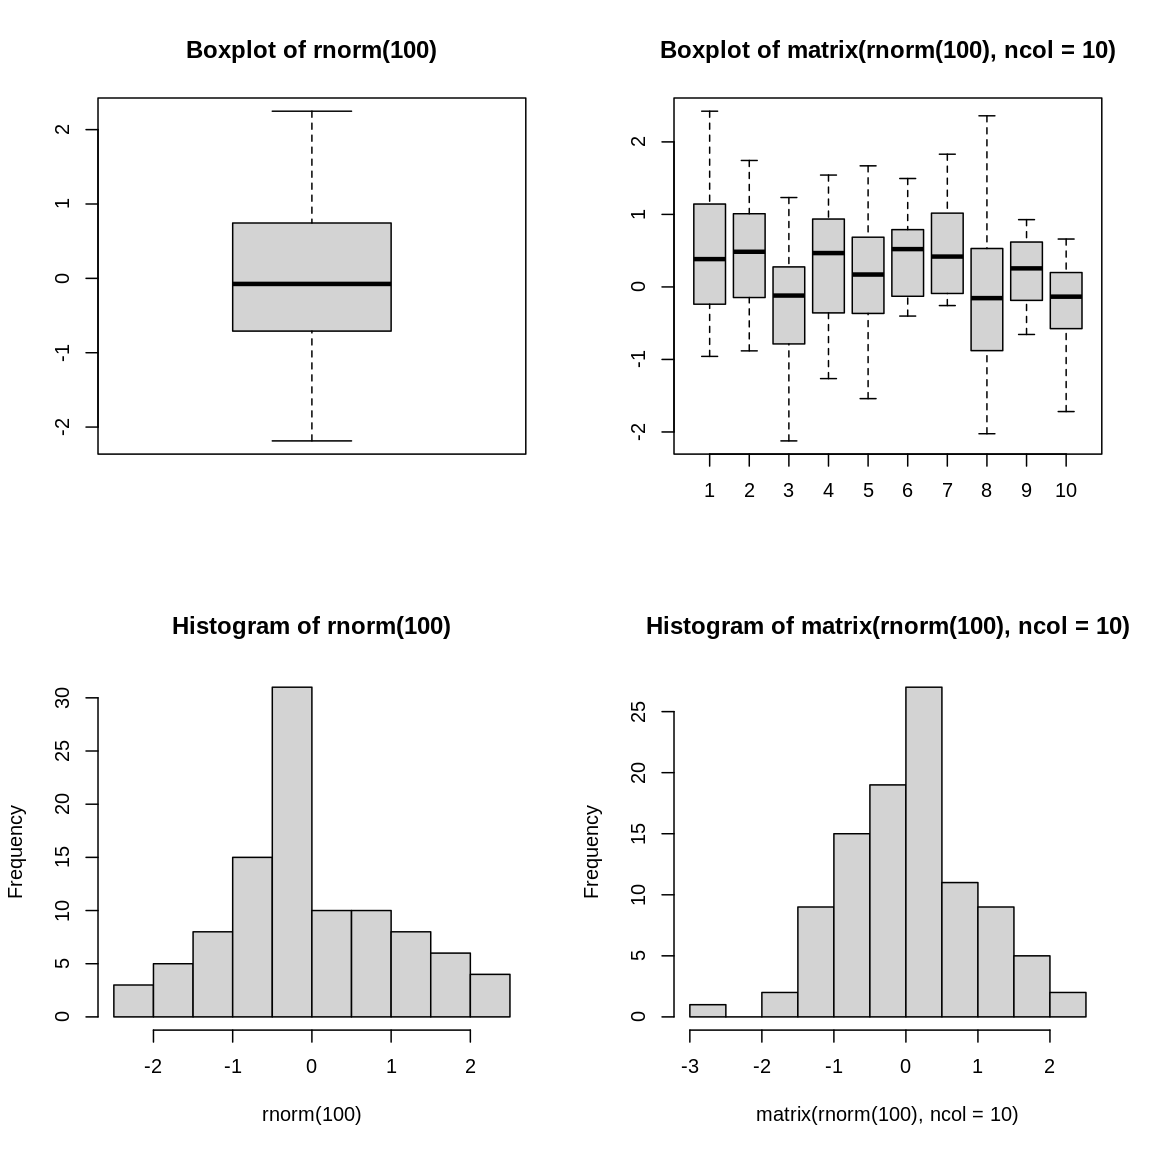 Boxplot of rnorm(100)
2
1
0
-1
-2
Boxplot of matrix(rnorm(100), ncol = 10)
2
1
0
-1
-2
1 2 3 4 5 6 7 8 9 10
Histogram of rnorm(100)
Frequency
30
25
20
15
10
5
0
-2 -1 0 1 2
rnorm(100)
Histogram of matrix(rnorm(100), ncol = 10)
Frequency
25
20
15
10
5
0
-3 -2 -1 0 1 2
matrix(rnorm(100), ncol = 10)